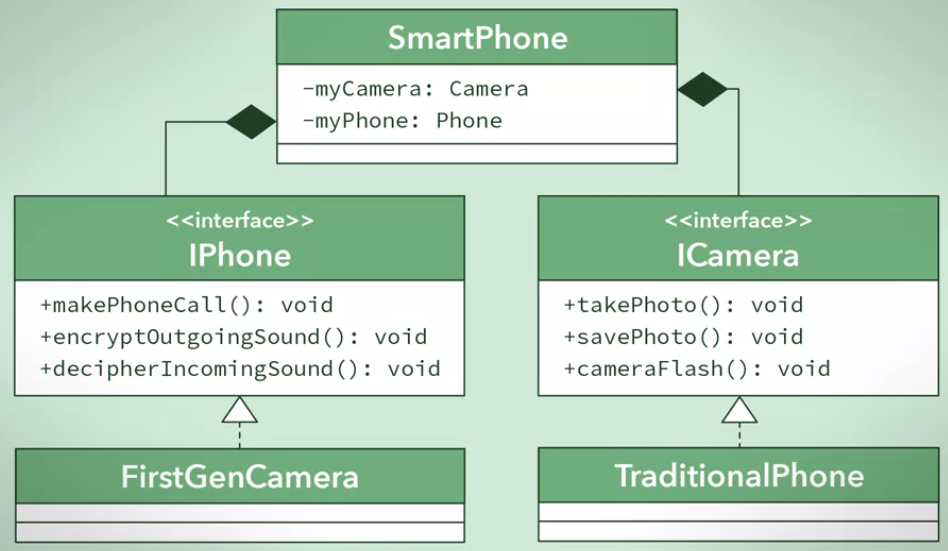 SmartPhone
-myCamera: Camera
-myPhone: Phone
<<interface>>
IPhone
+makePhoneCall(): void
+encryptOutgoingSound(): void
+decipherIncomingSound(): void
<<interface>>
ICamera
+takePhoto(): void
+savePhoto(): void
+cameraFlash(): void
FirstGenCamera
TraditionalPhone